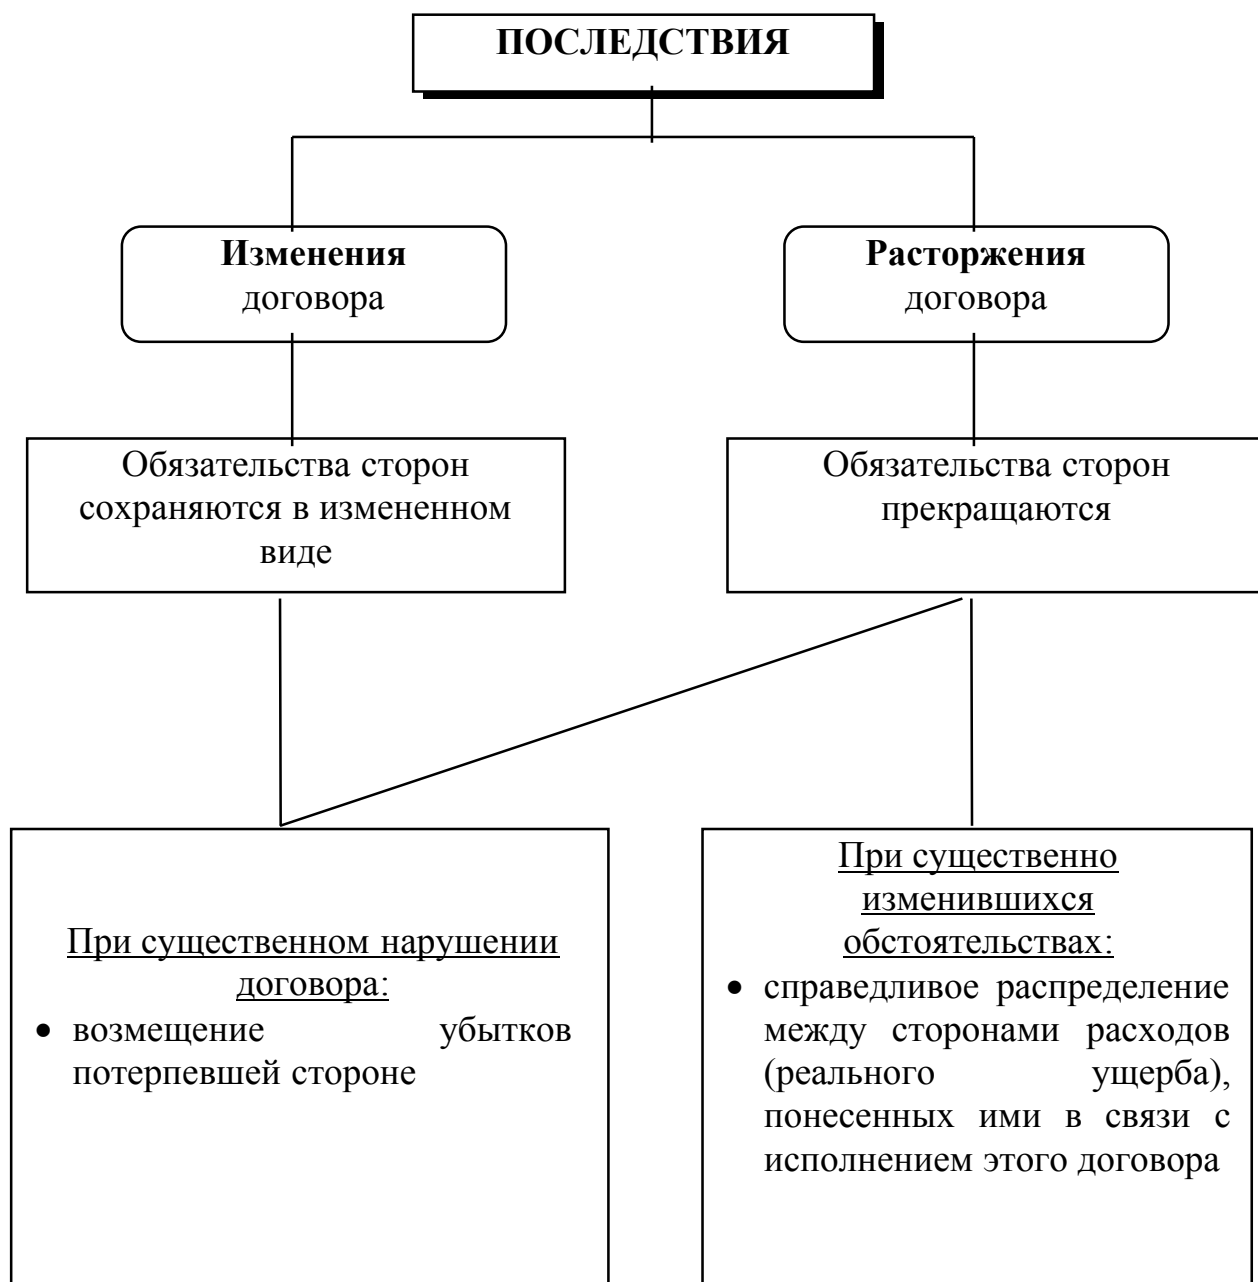 ПОСЛЕДСТВИЯ
Изменения
договора
Расторжения
договора
Обязательства сторон
сохраняются в измененном
виде
Обязательства сторон
прекращаются
При существенном нарушении
договора:
• возмещение убытков
потерпевшей стороне
При существенно
изменившихся
обстоятельствах:
• справедливое распределение
между сторонами расходов
(реального ущерба),
понесенных ими в связи с
исполнением этого договора